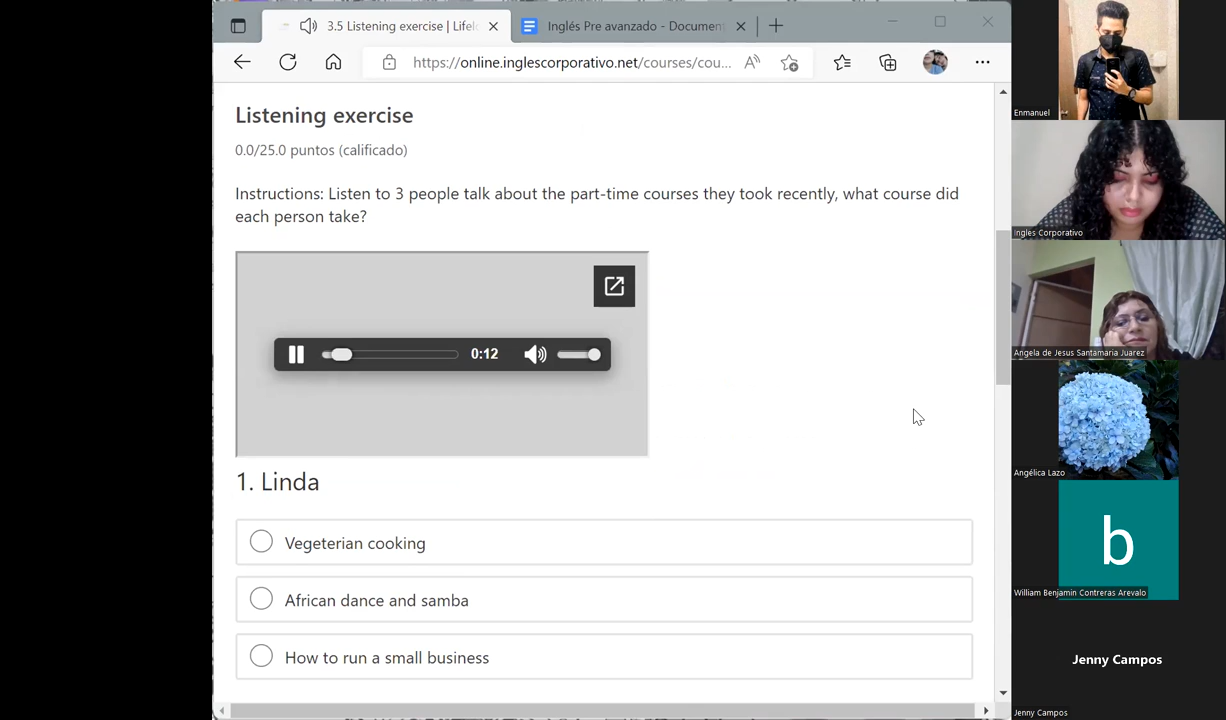 3.5 Listening exercise | Lifel
Inglés Pre avanzado - Document
https://online.inglescorporativo.net/courses/cou...
Listening exercise
0.0/25.0 puntos (calificado)
Instructions: Listen to 3 people talk about the part-time courses they took recently, what course did
each person take?
0:12
1. Linda
Vegeterian cooking
African dance and samba
How to run a small business
Enmanuel
Ingles Corporativo
Angela de Jesus Santamaria Juarez
Angélica Lazo
b
William Benjamin Contreras Arevalo
Jenny Campos
Jenny Campos